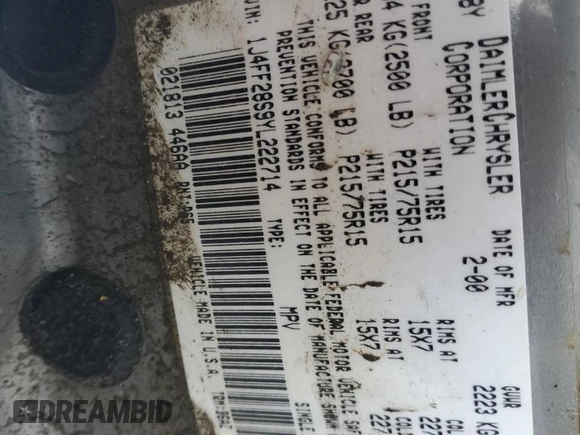 BY DAIMLERCHRYSLER CORPORATION
DATE OF MFR 2-00
GVWR 2223 KG
FRONT
4 KG(2500 LB)
WITH TIRES P215/75R15
RIMS AT 15X7
REAR
25 KG(2700 LB)
WITH TIRES P215/75R15
RIMS AT 15X7
THIS VEHICLE CONFORMS TO ALL APPLICABLE FEDERAL MOTOR VEHICLE
PREVENTION STANDARDS IN EFFECT ON THE DATE OF MANUFACTURE
VIN: 1J4FF28S9YL222714
TYPE: MPV
SINGLE
021813 446AA
VEHICLE MADE IN U.S.A.
DREAMBID